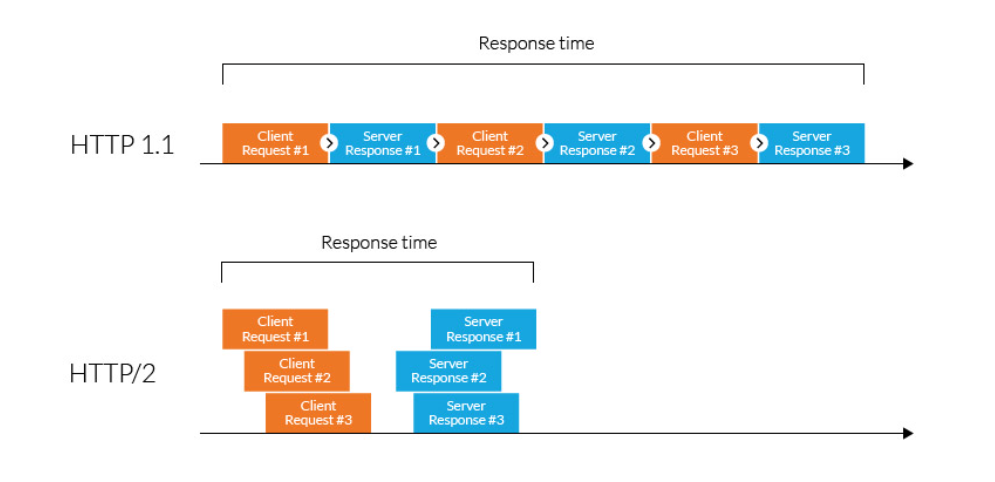 Response time
HTTP 1.1
Client
Request #1
Server
Response #1
Client
Request #2
Server
Response #2
Client
Request #3
Server
Response #3
Response time
HTTP/2
Client
Request #1
Server
Response #1
Client
Request #2
Server
Response #2
Client
Request #3
Server
Response #3